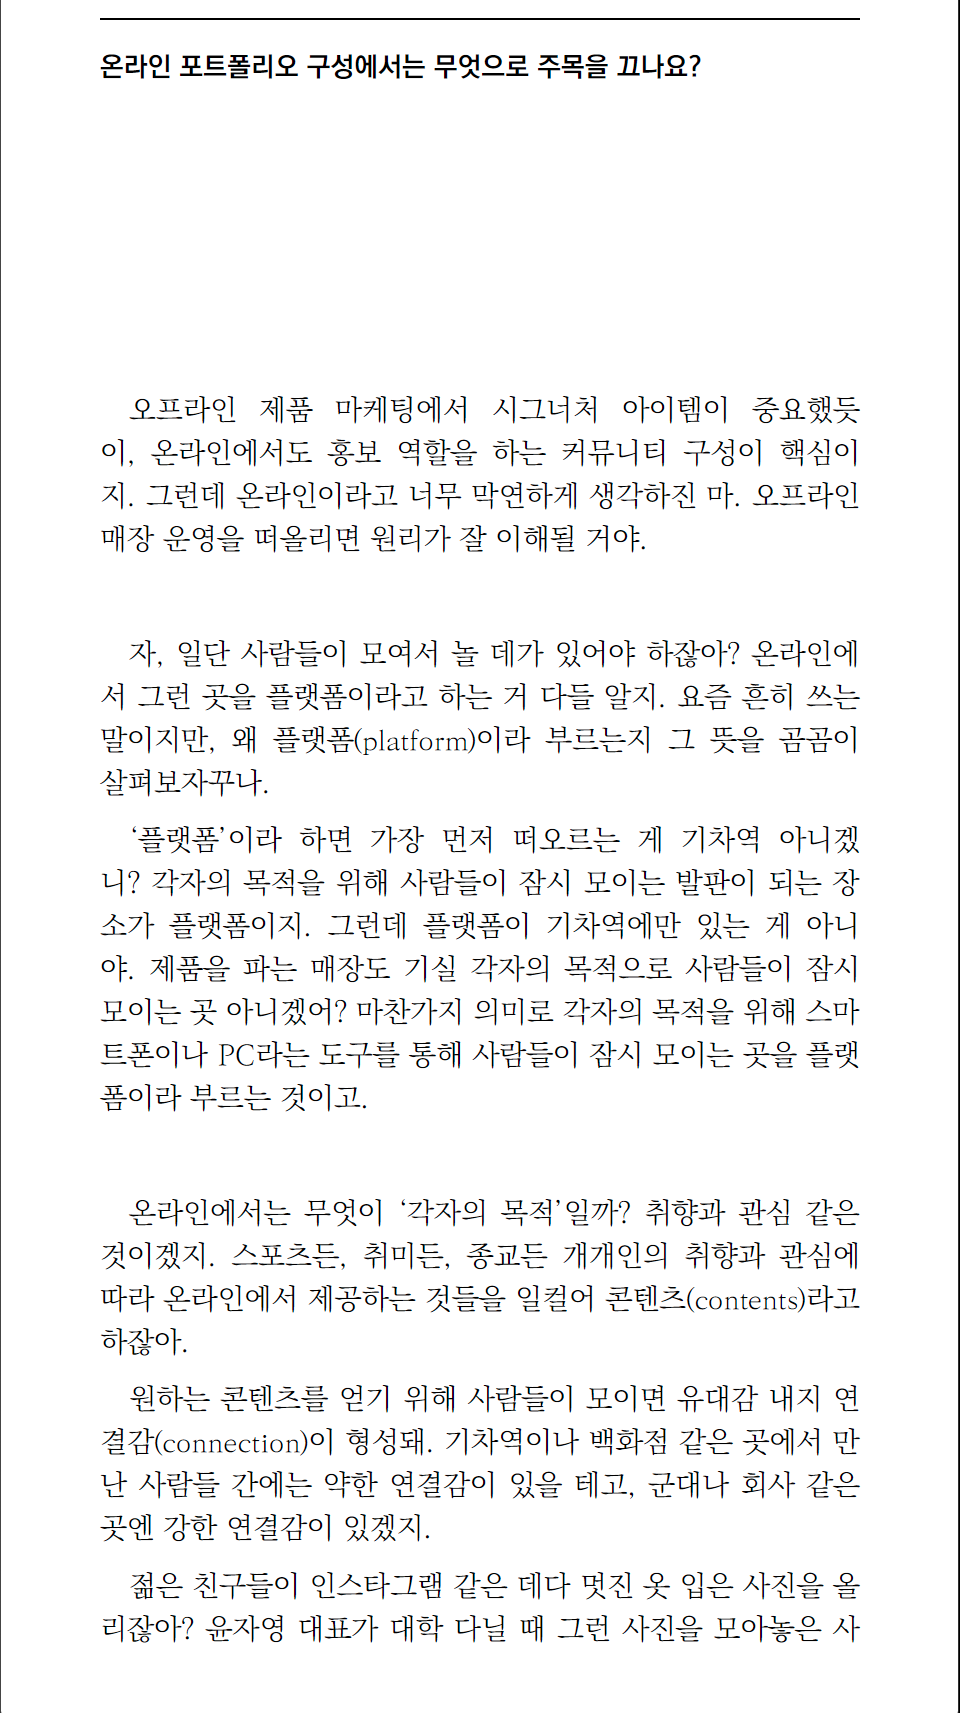 온라인 포트폴리오 구성에서는 무엇으로 주목을 끄나요?
오프라인 제품 마케팅에서 시그너처 아이템이 중요했듯
이, 온라인에서도 홍보 역할을 하는 커뮤니티 구성이 핵심이
지. 그런데 온라인이라고 너무 막연하게 생각하진 마. 오프라인
매장 운영을 떠올리면 원리가 잘 이해될 거야.
자, 일단 사람들이 모여서 놀 데가 있어야 하잖아? 온라인에
서 그런 곳을 플랫폼이라고 하는 거 다들 알지. 요즘 흔히 쓰는
말이지만, 왜 플랫폼(platform)이라 부르는지 그 뜻을 곰곰이
살펴보자꾸나.
‘플랫폼’이라 하면 가장 먼저 떠오르는 게 기차역 아니겠
니? 각자의 목적을 위해 사람들이 잠시 모이는 발판이 되는 장
소가 플랫폼이지. 그런데 플랫폼이 기차역에만 있는 게 아니
야. 제품을 파는 매장도 기실 각자의 목적으로 사람들이 잠시
모이는 곳 아니겠어? 마찬가지 의미로 각자의 목적을 위해 스마
트폰이나 PC라는 도구를 통해 사람들이 잠시 모이는 곳을 플랫
폼이라 부르는 것이고.
온라인에서는 무엇이 ‘각자의 목적’일까? 취향과 관심 같은
것이겠지. 스포츠든, 취미든, 종교든 개개인의 취향과 관심에
따라 온라인에서 제공하는 것들을 일컬어 콘텐츠(contents)라고
하잖아.
원하는 콘텐츠를 얻기 위해 사람들이 모이면 유대감 내지 연
결감(connection)이 형성돼. 기차역이나 백화점 같은 곳에서 만
난 사람들 간에는 약한 연결감이 있을 테고, 군대나 회사 같은
곳엔 강한 연결감이 있겠지.
젊은 친구들이 인스타그램 같은 데다 멋진 옷 입은 사진을 올
리잖아? 윤자영 대표가 대학 다닐 때 그런 사진을 모아놓은 사